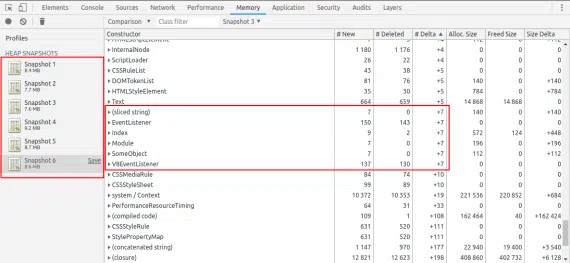 Elements Console Sources Network Performance Memory Application Security Audits Layers
Comparison Class filter Snapshot 3
Profiles
HEAP SNAPSHOTS
Snapshot 1
8.4 MB
Snapshot 2
7.7 MB
Snapshot 3
7.6 MB
Snapshot 4
9.2 MB
Snapshot 5
8.7 MB
Snapshot 6 Save
8.6 MB
Constructor # New # Deleted # Delta Alloc. Size Freed Size Size Delta
InternalNode 1 180 1 176 +4 0 0 0
ScriptLoader 26 22 +4 0 0 0
CSSRuleList 43 38 +5 0 0 0
DOMTokenList 81 76 +5 140 0 +140
HTMLStyleElement 35 30 +5 784 0 +784
Text 664 659 +5 14 868 14 868 0
(sliced string) 7 0 +7 140 0 +140
EventListener 150 143 +7 0 0 0
Index 9 2 +7 572 124 +448
Module 7 0 +7 196 0 +196
SomeObject 7 0 +7 112 0 +112
V8EventListener 137 130 +7 0 0 0
CSSMediaRule 84 74 +10 0 0 0
CSSStyleSheet 99 89 +10 0 0 0
system / Context 10 372 10 353 +19 221 536 220 852 +684
PerformanceResourceTiming 64 31 +33 0 0 0
(compiled code) 109 1 +108 162 464 40 +162 424
CSSStyleRule 631 520 +111 0 0 0
StylePropertyMap 631 520 +111 0 0 0
(concatenated string) 1 147 970 +177 22 940 19 400 +3 540
(closure) 12 821 12 623 +198 408 860 402 732 +6 128